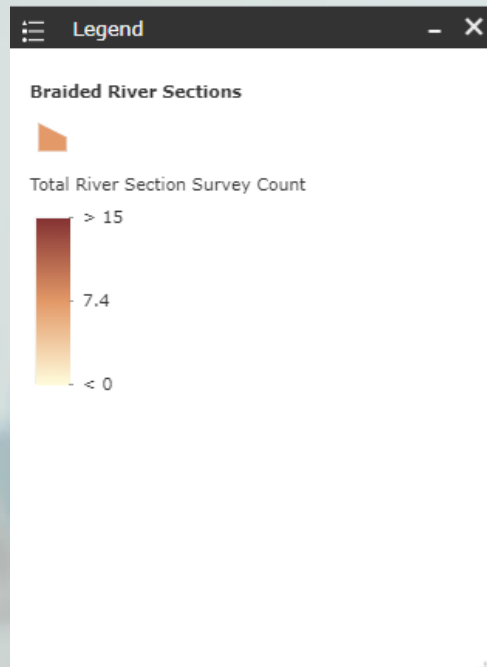 Legend
Braided River Sections
Total River Section Survey Count
> 15
7.4
< 0